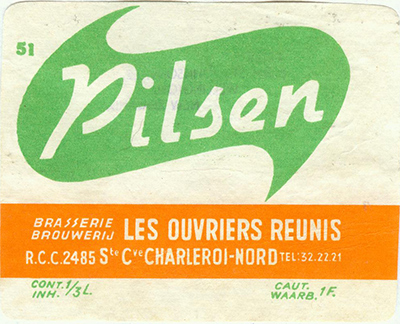 51
Pilsen
BRASSERIE
BROUWERIJ LES OUVRIERS REUNIS
R.C.C. 2485 Ste Cve CHARLEROI-NORD TEL: 32.22.21
CONT. 1/3 L. CAUT. 1F.
INH. WAARB.